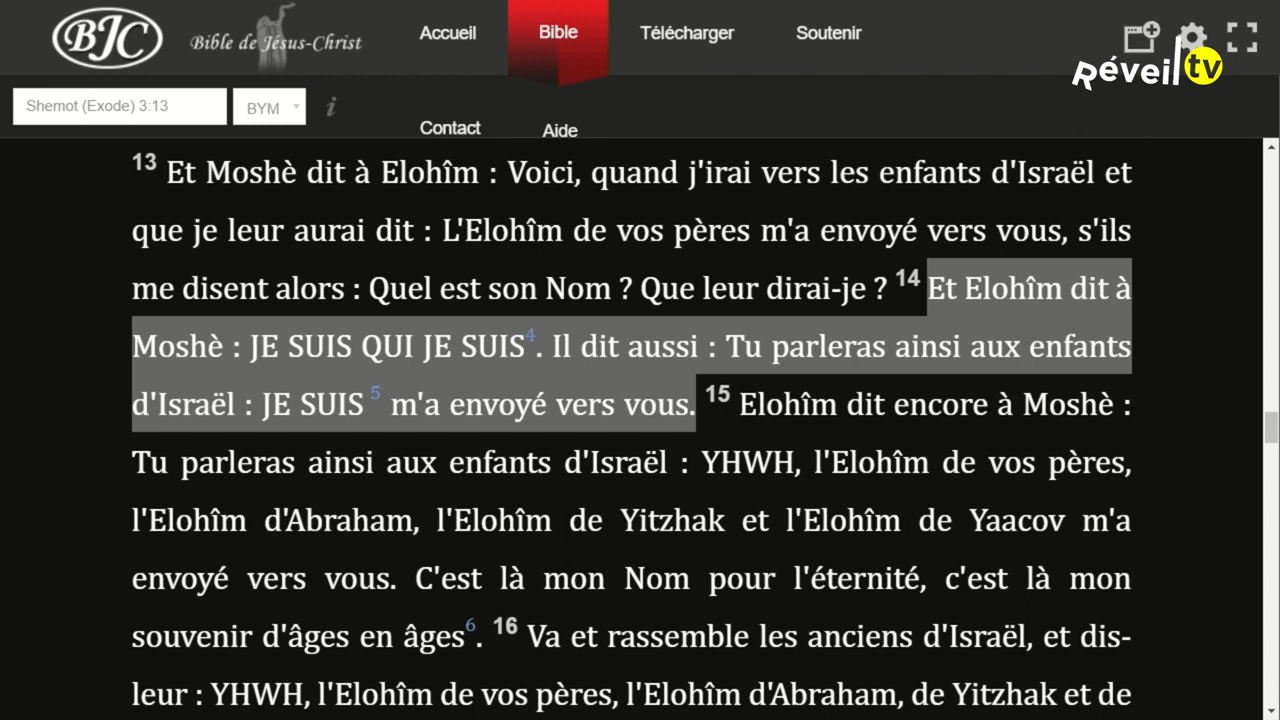 BJC
Bible de Jésus-Christ
Accueil
Bible
Télécharger
Soutenir
Réveil tv
Shemot (Exode) 3:13
BYM
i
Contact
Aide
13 Et Moshè dit à Elohîm : Voici, quand j'irai vers les enfants d'Israël et
que je leur aurai dit : L'Elohîm de vos pères m'a envoyé vers vous, s'ils
me disent alors : Quel est son Nom ? Que leur dirai-je ? 14 Et Elohîm dit à
Moshè : JE SUIS QUI JE SUIS4. Il dit aussi : Tu parleras ainsi aux enfants
d'Israël : JE SUIS 5 m'a envoyé vers vous. 15 Elohîm dit encore à Moshè :
Tu parleras ainsi aux enfants d'Israël : YHWH, l'Elohîm de vos pères,
l'Elohîm d'Abraham, l'Elohîm de Yitzhak et l'Elohîm de Yaacov m'a
envoyé vers vous. C'est là mon Nom pour l'éternité, c'est là mon
souvenir d'âges en âges6. 16 Va et rassemble les anciens d'Israël, et dis-
leur : YHWH, l'Elohîm de vos pères, l'Elohîm d'Abraham, de Yitzhak et de